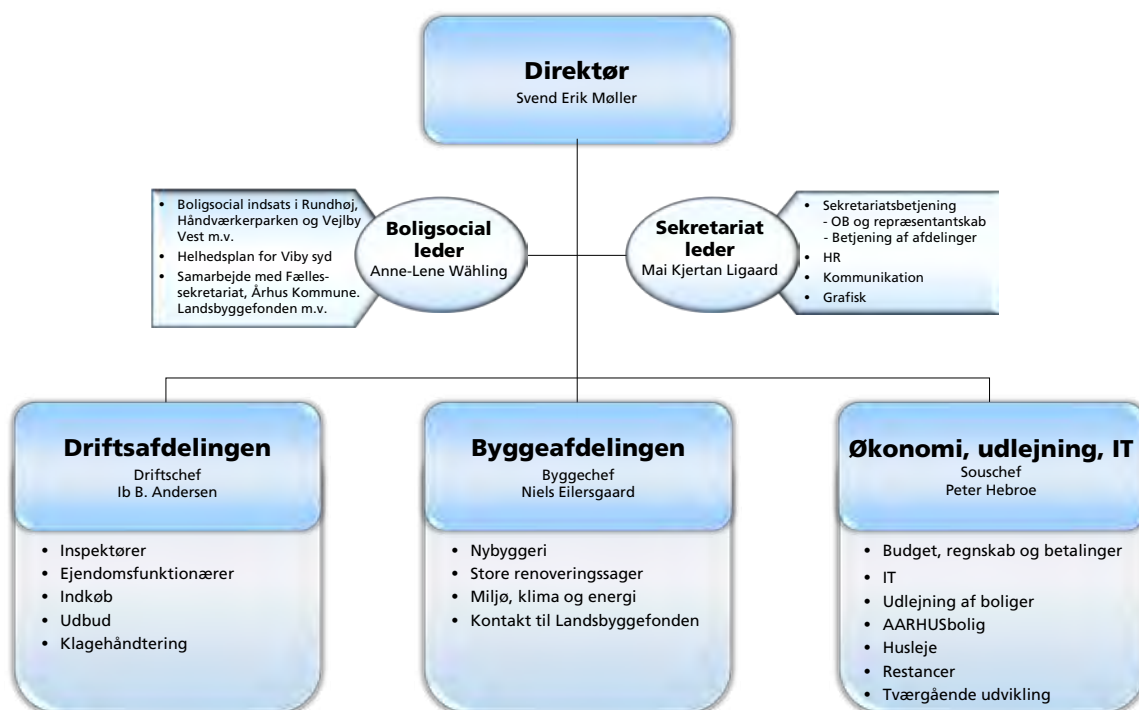 Direktør
Svend Erik Møller
• Boligsocial indsats i Rundhøj,
Håndværkerparken og Vejlby
Vest m.v.
• Helhedsplan for Viby syd
• Samarbejde med Fælles-
sekretariat, Århus Kommune.
Landsbyggefonden m.v.
Boligsocial
leder
Anne-Lene Wähling
Sekretariat
leder
Mai Kjertan Ligaard
• Sekretariatsbetjening
- OB og repræsentantskab
- Betjening af afdelinger
• HR
• Kommunikation
• Grafisk
Driftsafdelingen
Driftschef
Ib B. Andersen
• Inspektører
• Ejendomsfunktionærer
• Indkøb
• Udbud
• Klagehåndtering
Byggeafdelingen
Byggechef
Niels Eilersgaard
• Nybyggeri
• Store renoveringssager
• Miljø, klima og energi
• Kontakt til Landsbyggefonden
Økonomi, udlejning, IT
Souschef
Peter Hebroe
• Budget, regnskab og betalinger
• IT
• Udlejning af boliger
• AARHUSbolig
• Husleje
• Restancer
• Tværgående udvikling